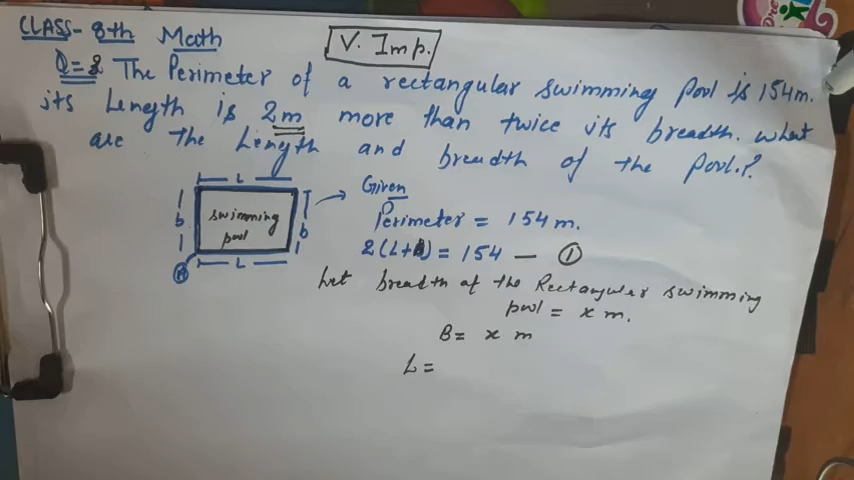 CLASS- 8th Math
V. Imp.
Q=2 The Perimeter of a rectangular swimming pool is 154m.
its Length is 2m more than twice its breadth. what
are the Length and breadth of the pool.?
L
b
swimming
pool
b
L
Given
Perimeter = 154 m.
2(L+b) = 154 — ①
Let breadth of the Rectangular swimming
pool = x m.
B = x m
L =